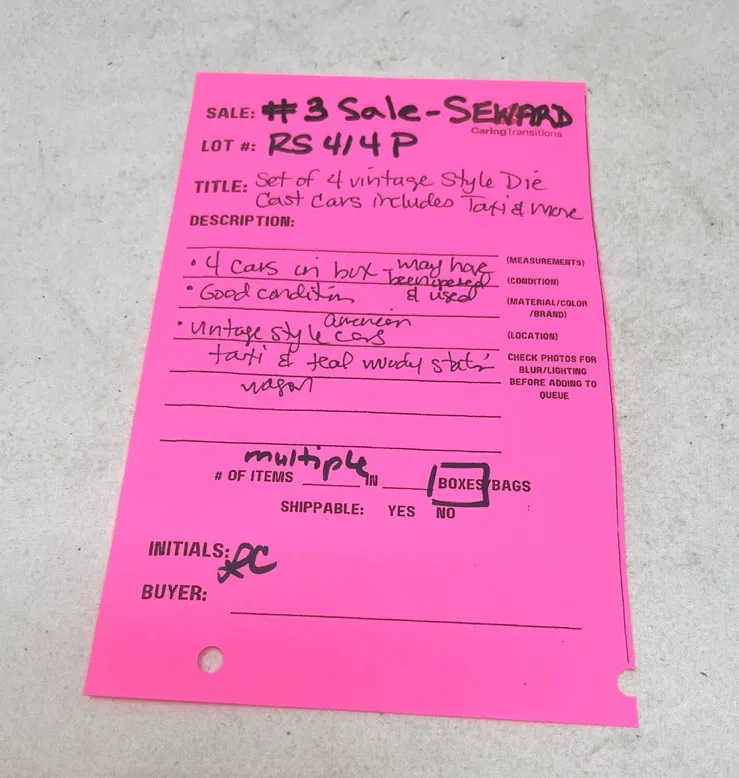 SALE: #3 Sale-SEWARD
CaringTransitions
LOT #: RS 414 P
TITLE: Set of 4 vintage Style Die
Cast Cars includes Taxi & more
DESCRIPTION:
• 4 cars in box - may have
been opened
& used
• Good condition
• Vintage style cars
american
taxi & teal woody
wagon
(MEASUREMENTS)
(CONDITION)
(MATERIAL/COLOR
/BRAND)
(LOCATION)
CHECK PHOTOS FOR
BLUR/LIGHTING
BEFORE ADDING TO
QUEUE
# OF ITEMS multiple IN 1 BOXES/BAGS
SHIPPABLE: YES NO
INITIALS: RC
BUYER: